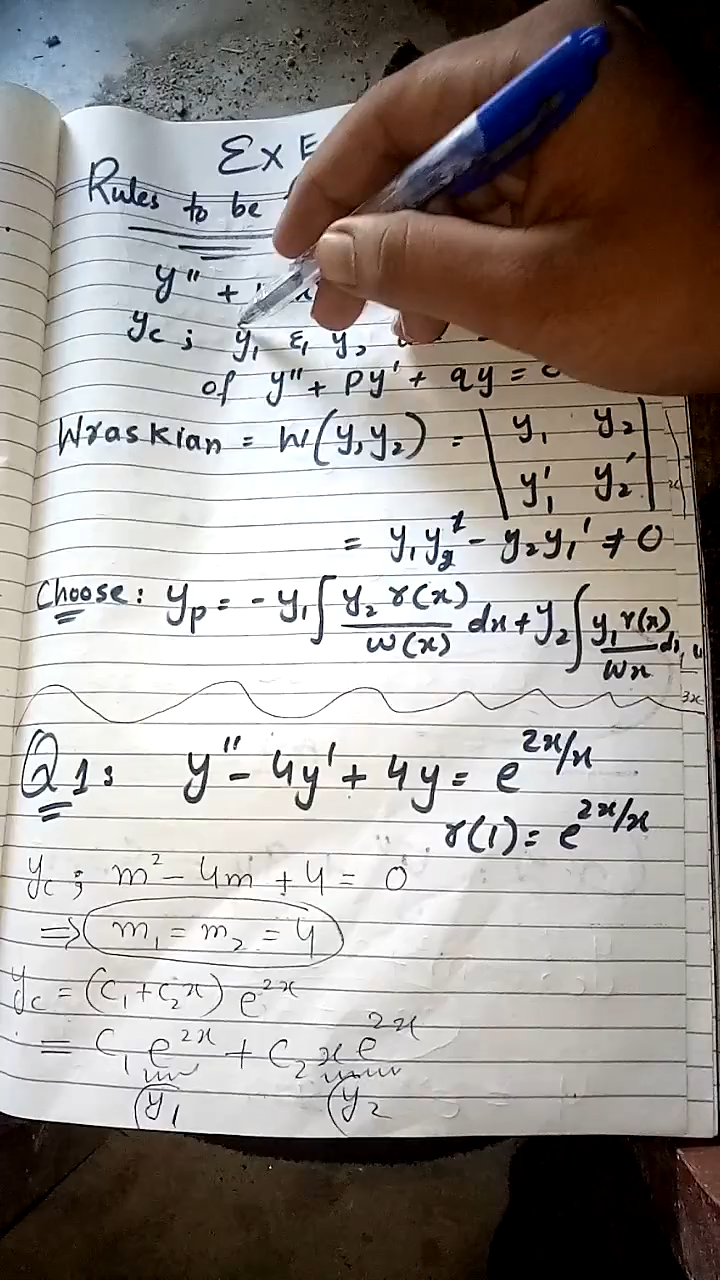 Ex
Rules to be
y" +
yc ; y₁ & y₂
of y" + Py' + qy = 0
Wraskian = W(y,y₂) = | y₁ y₂ |
| y₁' y₂' |
= y₁y₂' - y₂y₁' ≠ 0
Choose: yp = -y₁∫ y₂ r(x)/w(x) dx + y₂∫ y₁ r(x)/Wx dx
3x
Q1: y" - 4y' + 4y = e^2x/x
r(1) = e^2x/x
yc ; m² - 4m + 4 = 0
⇒ m₁ = m₂ = 4
yc = (c₁ + c₂x) e^2x
= c₁ e^2x + c₂ x e^2x
y₁ y₂